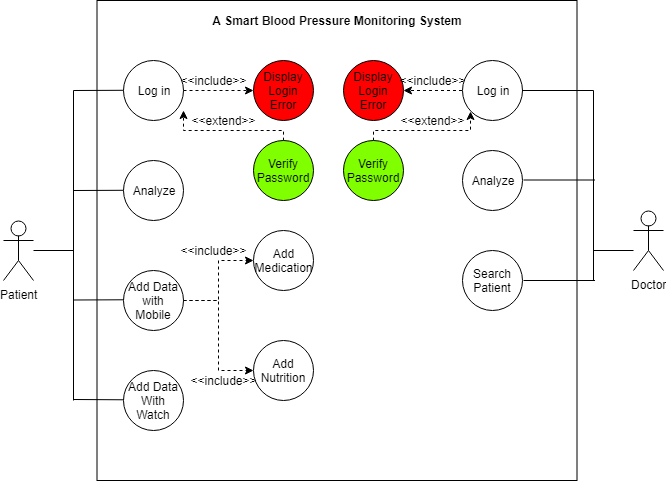 A Smart Blood Pressure Monitoring System
Log in
<<include>>
Display
Login
Error
Display
Login
Error
<<include>>
Log in
<<extend>>
<<extend>>
Verify
Password
Verify
Password
Analyze
Analyze
Patient
Doctor
<<include>>
Add
Medication
Search
Patient
Add Data
with
Mobile
<<include>>
Add
Nutrition
Add Data
With
Watch